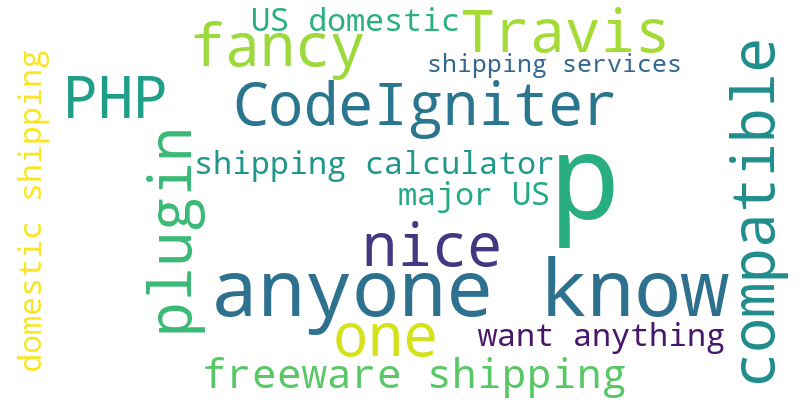 US domestic
fancy
Travis
shipping services
PHP
CodeIgniter
domestic shipping
plugin
shipping calculator
p
compatible
major US
nice
anyone know
one
want anything
freeware shipping